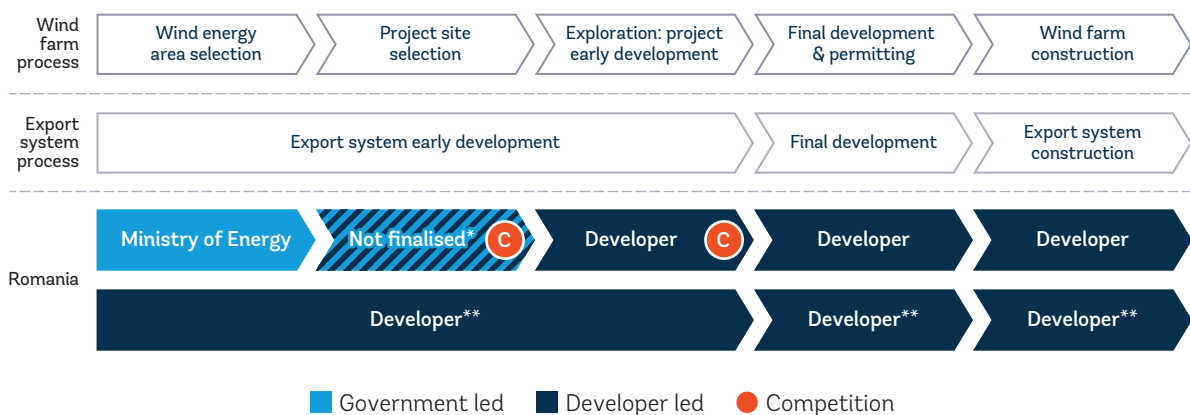 Wind
farm
process
Wind energy
area selection
Project site
selection
Exploration: project
early development
Final development
& permitting
Wind farm
construction
Export
system
process
Export system early development
Final development
Export system
construction
Romania
Ministry of Energy
Not finalised*
C
Developer
C
Developer
Developer
Developer**
Developer**
Developer**
Government led
Developer led
Competition